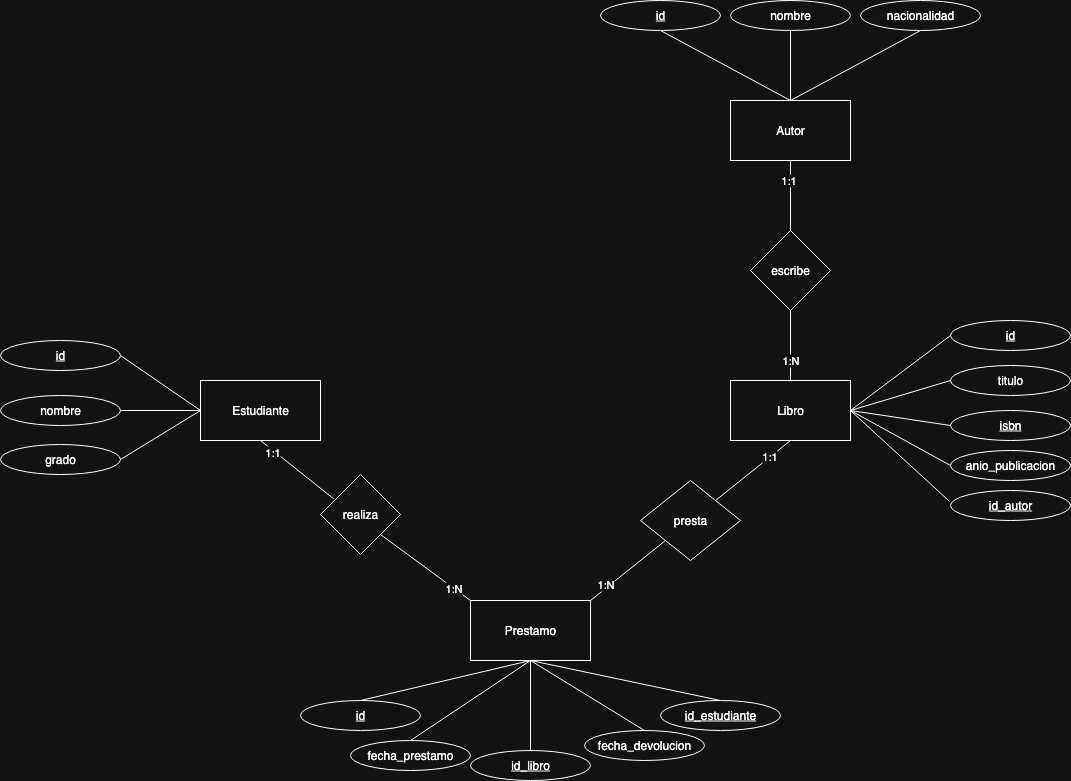 id
nombre
nacionalidad
Autor
1:1
escribe
1:N
Libro
id
titulo
isbn
anio_publicacion
id_autor
id
nombre
grado
Estudiante
1:1
realiza
1:N
1:1
presta
1:N
Prestamo
id
fecha_prestamo
id_libro
fecha_devolucion
id_estudiante